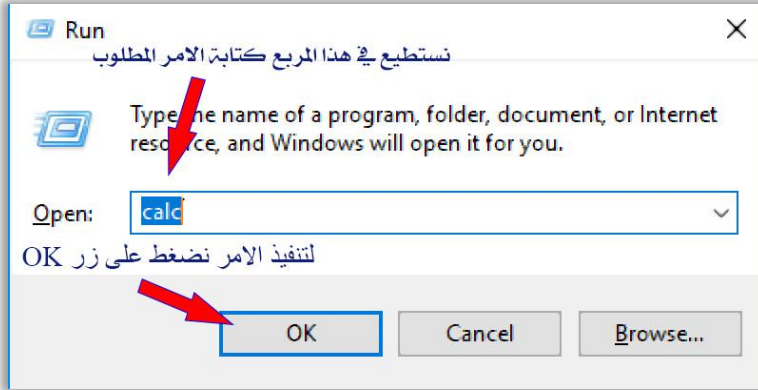 Run
نستطيع في هذا المربع كتابة الامر المطلوب
Type the name of a program, folder, document, or Internet
resource, and Windows will open it for you.
Open: calc
لتنفيذ الامر نضغط على زر OK
OK Cancel Browse...